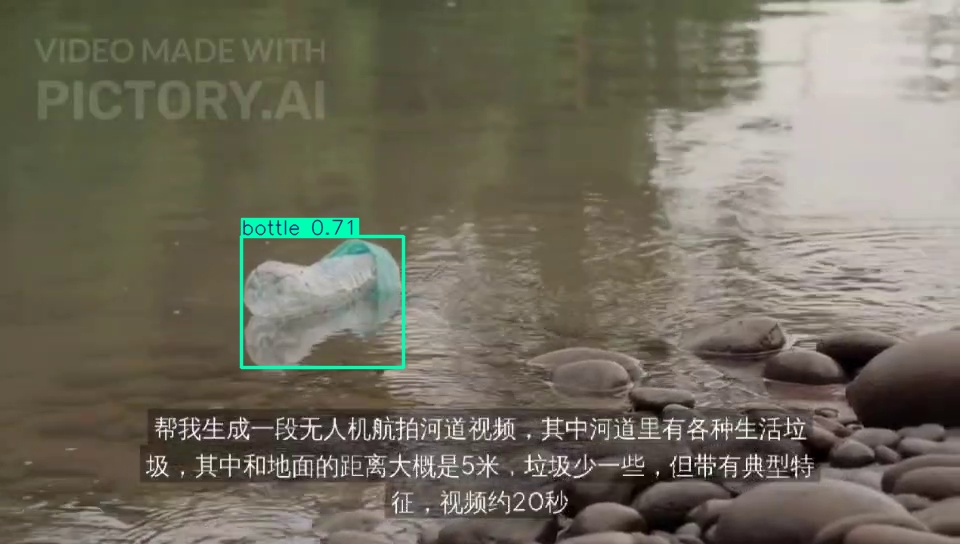 VIDEO MADE WITH
PICTORY.AI
bottle 0.71
帮我生成一段无人机航拍河道视频，其中河道里有各种生活垃
圾，其中和地面的距离大概是5米，垃圾少一些，但带有典型特
征，视频约20秒